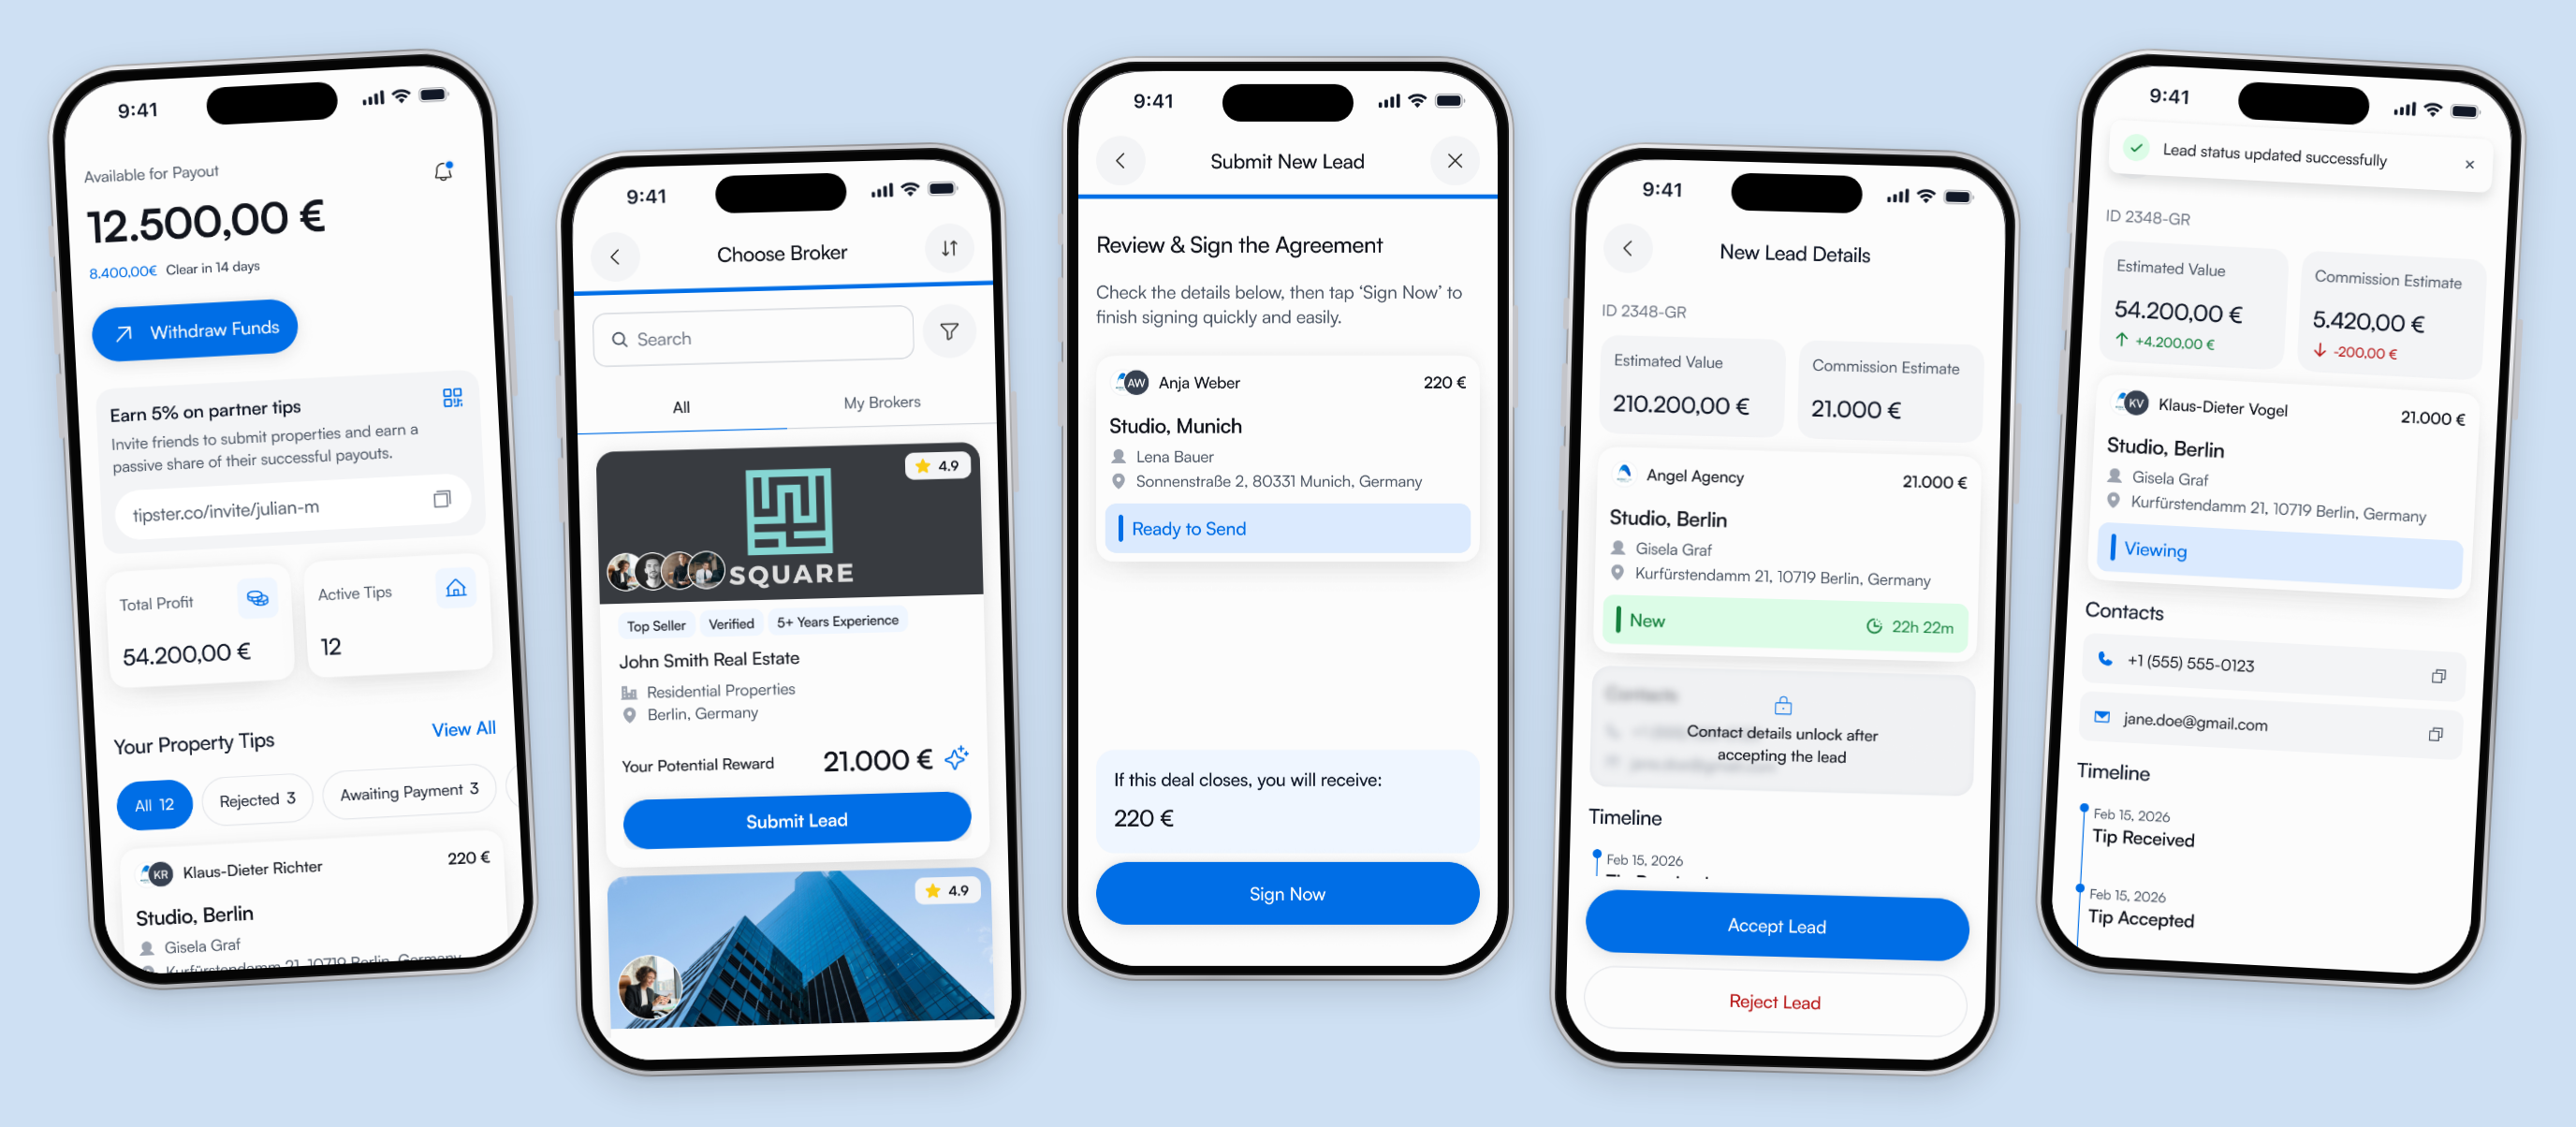 9:41
Available for Payout
12.500,00 €
8.400,00€ Clear in 14 days
Withdraw Funds
Earn 5% on partner tips
Invite friends to submit properties and earn a
passive share of their successful payouts.
tipster.co/invite/julian-m
Total Profit
54.200,00 €
Active Tips
12
Your Property Tips
View All
All 12
Rejected 3
Awaiting Payment 3
KR
Klaus-Dieter Richter
220 €
Studio, Berlin
Gisela Graf
Kurfürstendamm 21, 10719 Berlin, Germany
9:41
Choose Broker
Search
All
My Brokers
4.9
SQUARE
Top Seller
Verified
5+ Years Experience
John Smith Real Estate
Residential Properties
Berlin, Germany
Your Potential Reward
21.000 €
Submit Lead
4.9
9:41
Submit New Lead
Review & Sign the Agreement
Check the details below, then tap ‘Sign Now’ to
finish signing quickly and easily.
AW
Anja Weber
220 €
Studio, Munich
Lena Bauer
Sonnenstraße 2, 80331 Munich, Germany
Ready to Send
If this deal closes, you will receive:
220 €
Sign Now
9:41
New Lead Details
ID 2348-GR
Estimated Value
210.200,00 €
Commission Estimate
21.000 €
Angel Agency
21.000 €
Studio, Berlin
Gisela Graf
Kurfürstendamm 21, 10719 Berlin, Germany
New
22h 22m
Contact details unlock after
accepting the lead
Timeline
Feb 15, 2026
Accept Lead
Reject Lead
9:41
Lead status updated successfully
ID 2348-GR
Estimated Value
54.200,00 €
+4.200,00 €
Commission Estimate
5.420,00 €
-200,00 €
KV
Klaus-Dieter Vogel
21.000 €
Studio, Berlin
Gisela Graf
Kurfürstendamm 21, 10719 Berlin, Germany
Viewing
Contacts
+1 (555) 555-0123
jane.doe@gmail.com
Timeline
Feb 15, 2026
Tip Received
Feb 15, 2026
Tip Accepted